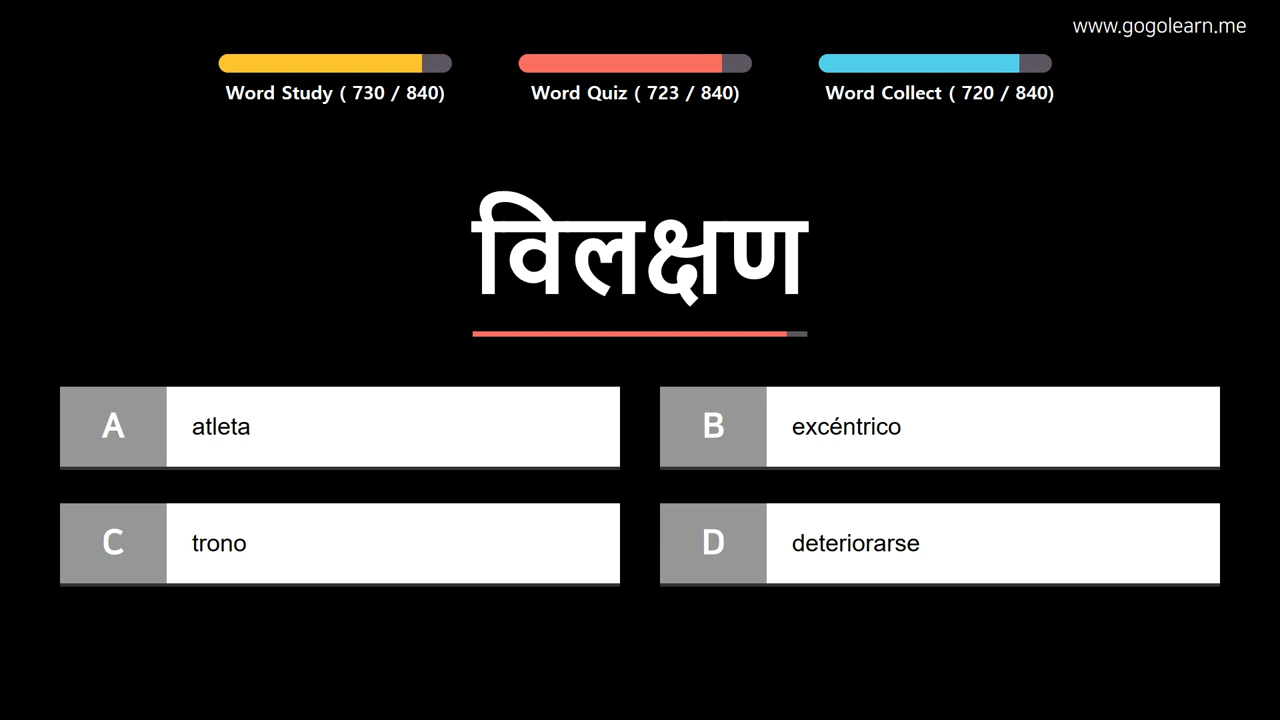 www.gogolearn.me
Word Study ( 730 / 840)
Word Quiz ( 723 / 840)
Word Collect ( 720 / 840)
विलक्षण
A atleta
B excéntrico
C trono
D deteriorarse